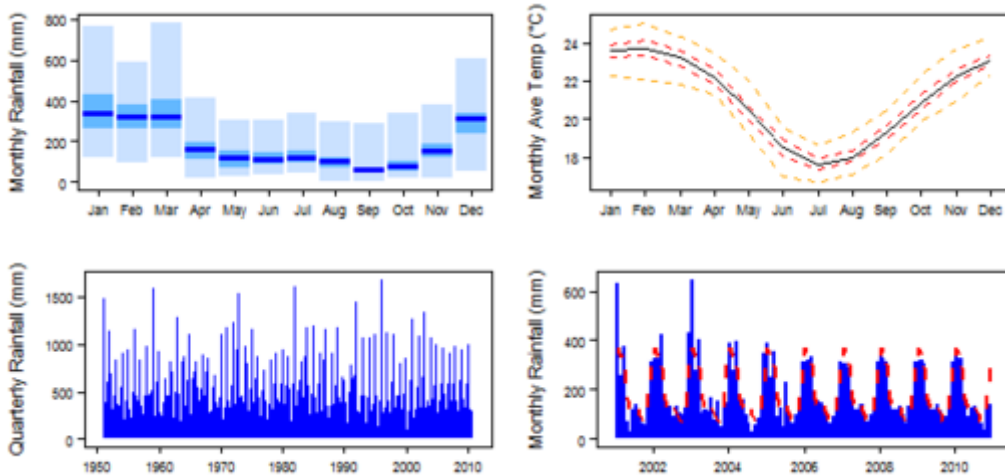 Monthly Rainfall (mm)
800
600
400
200
0
Jan Feb Mar Apr May Jun Jul Aug Sep Oct Nov Dec
Monthly Ave Temp (°C)
24
22
20
18
Jan Feb Mar Apr May Jun Jul Aug Sep Oct Nov Dec
Quarterly Rainfall (mm)
1500
1000
500
0
1950 1960 1970 1980 1990 2000 2010
Monthly Rainfall (mm)
600
400
200
0
2002 2004 2006 2008 2010